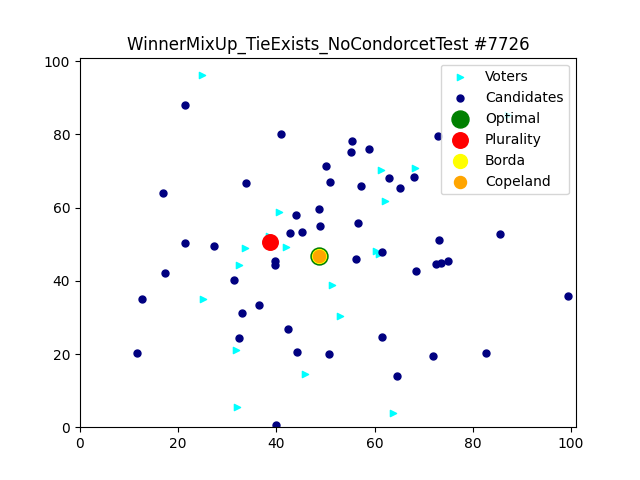 WinnerMixUp_TieExists_NoCondorcetTest #7726
Voters
Candidates
Optimal
Plurality
Borda
Copeland
100
80
60
40
20
0
0 20 40 60 80 100